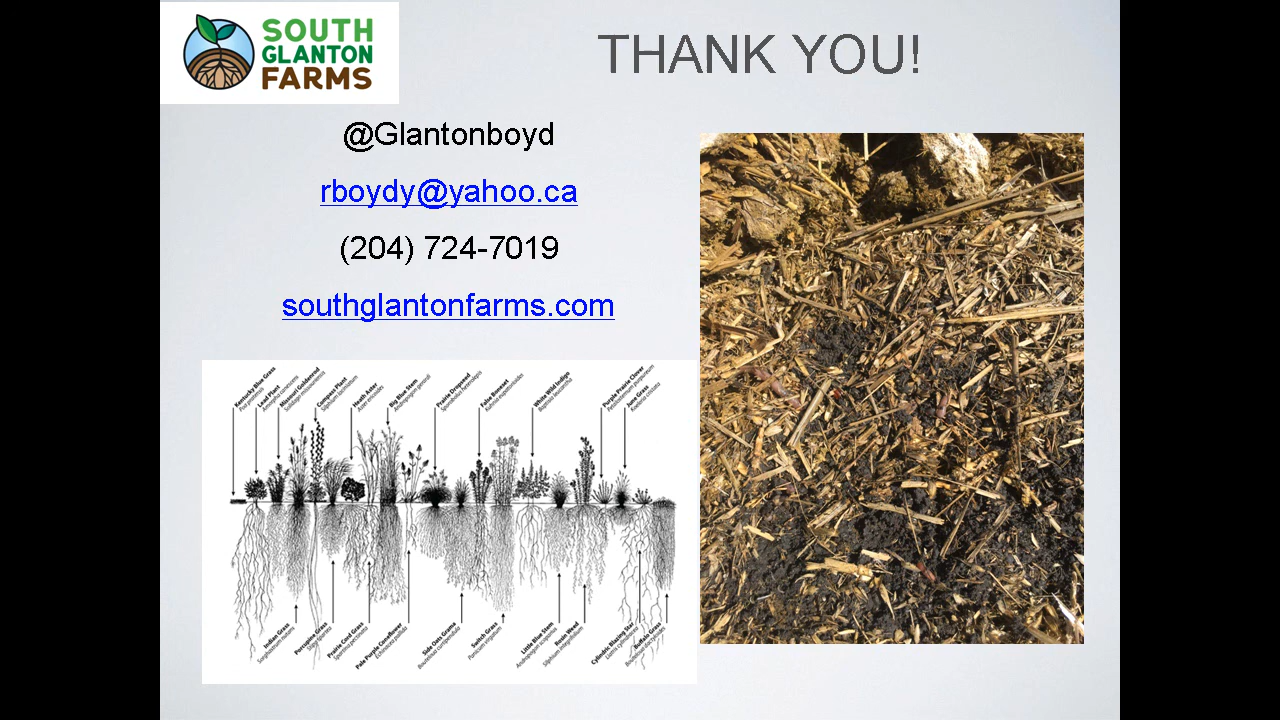 SOUTH
GLANTON
FARMS
THANK YOU!
@Glantonboyd
rboydy@yahoo.ca
(204) 724-7019
southglantonfarms.com
Kentucky Blue Grass
Lead Plant
Missouri Goldenrod
Compass Plant
Heath Aster
Big Blue Stem
Prairie Dropseed
False Boneset
White Wild Indigo
Purple Prairie Clover
June Grass
Indian Grass
Porcupine Grass
Prairie Cord Grass
Pale Purple Coneflower
Side Oats Grama
Switch Grass
Little Blue Stem
Rosin Weed
Cylindric Blazing Star
Buffalo Grass